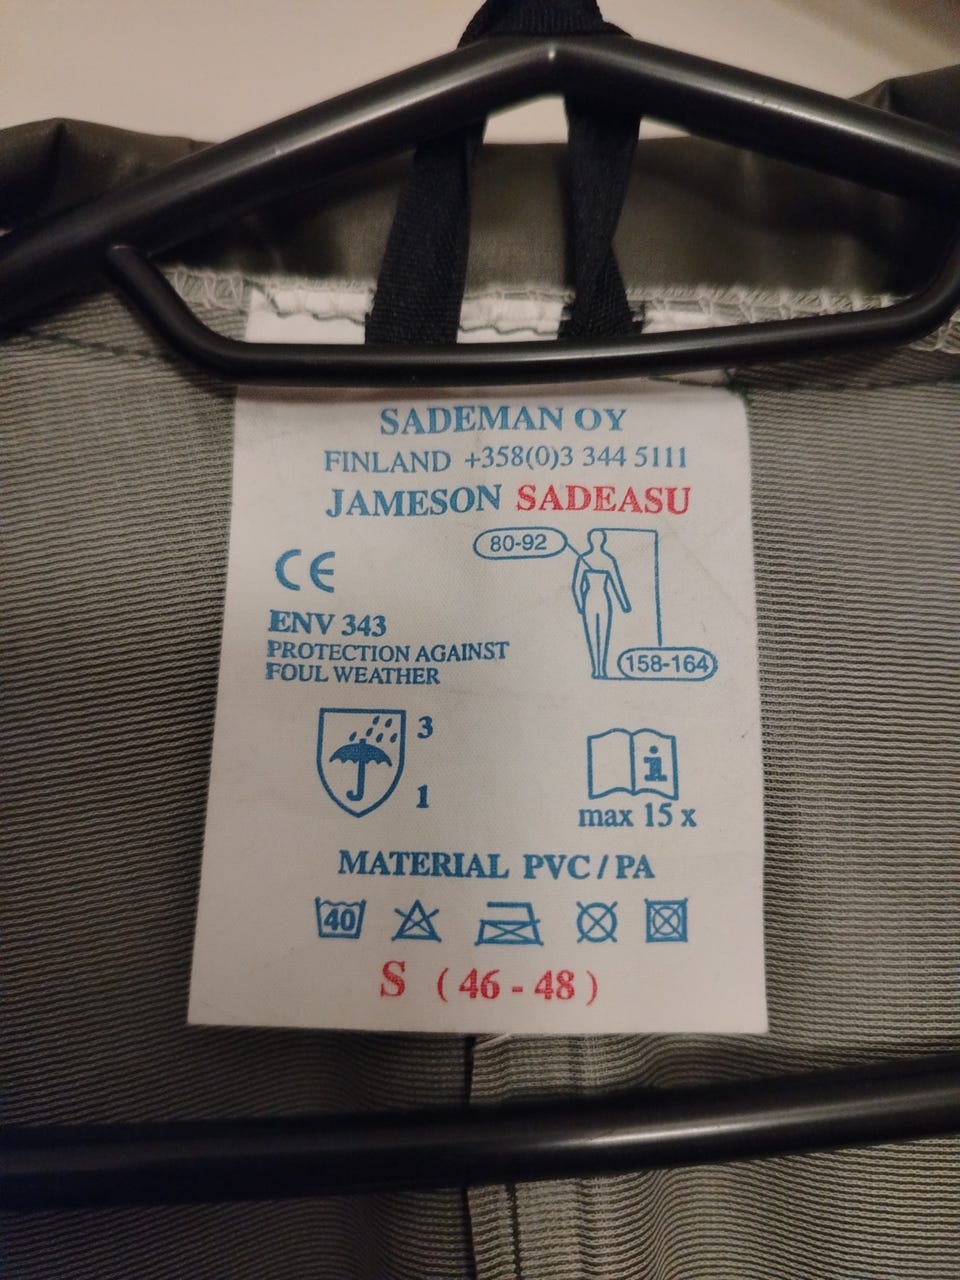 SADEMAN OY
FINLAND +358(0)3 344 5111
JAMESON SADEASU
80-92
CE
ENV 343
PROTECTION AGAINST
FOUL WEATHER
158-164
3
1
i
max 15 x
MATERIAL PVC / PA
40
S ( 46 - 48 )